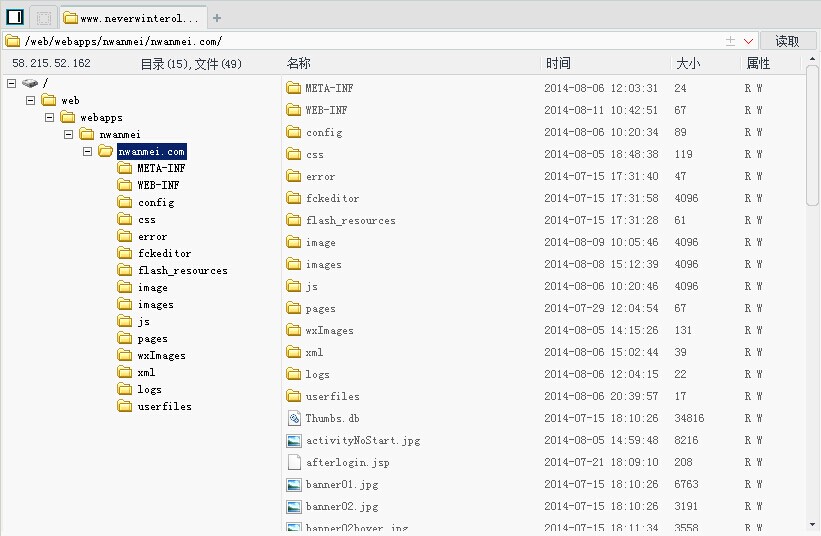 www.neverwinterol...
/web/webapps/nwanmei/nwanmei.com/
读取
58.215.52.162 目录(15),文件(49)
名称 时间 大小 属性
/
web
webapps
nwanmei
nwanmei.com
META-INF
WEB-INF
config
css
error
fckeditor
flash_resources
image
images
js
pages
wxImages
xml
logs
userfiles
META-INF 2014-08-06 12:03:31 24 R W
WEB-INF 2014-08-11 10:42:51 67 R W
config 2014-08-06 10:20:34 89 R W
css 2014-08-05 18:48:38 119 R W
error 2014-07-15 17:31:40 47 R W
fckeditor 2014-07-15 17:31:58 4096 R W
flash_resources 2014-07-15 17:31:28 61 R W
image 2014-08-09 10:05:46 4096 R W
images 2014-08-08 15:12:39 4096 R W
js 2014-08-06 10:20:46 4096 R W
pages 2014-07-29 12:04:54 67 R W
wxImages 2014-08-05 14:15:26 131 R W
xml 2014-08-06 15:02:44 39 R W
logs 2014-08-06 12:04:15 22 R W
userfiles 2014-08-06 20:39:57 17 R W
Thumbs.db 2014-07-15 18:10:26 34816 R W
activityNoStart.jpg 2014-08-05 14:59:48 8216 R W
afterlogin.jsp 2014-07-21 18:09:10 208 R W
banner01.jpg 2014-07-15 18:10:26 6763 R W
banner02.jpg 2014-07-15 18:10:26 3191 R W
banner02hover.jpg 2014-07-15 18:11:34 3558 R W